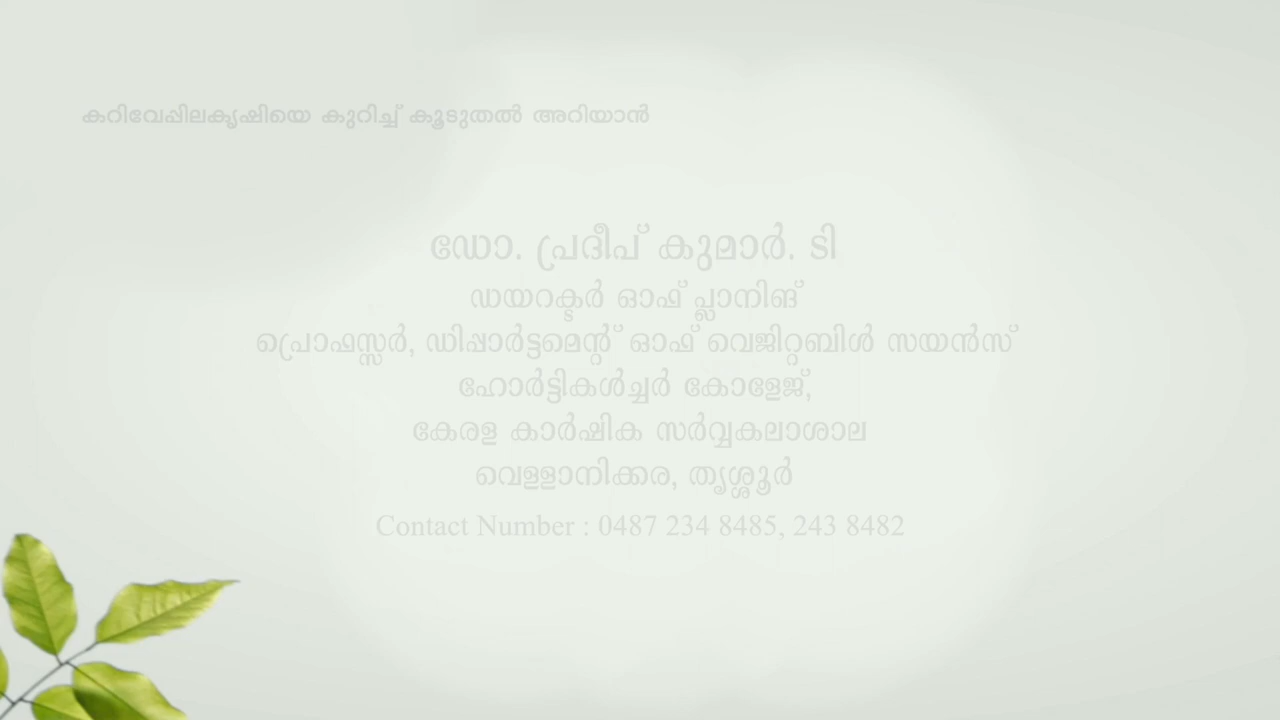 കറിവേപ്പിലകൃഷിയെ കുറിച്ച് കൂടുതൽ അറിയാൻ
ഡോ. പ്രദീപ് കുമാർ. ടി
ഡയറക്ടർ ഓഫ് പ്ലാനിങ്
പ്രൊഫസ്സർ, ഡിപ്പാർട്ടമെന്റ് ഓഫ് വെജിറ്റബിൾ സയൻസ്
ഹോർട്ടികൾച്ചർ കോളേജ്,
കേരള കാർഷിക സർവ്വകലാശാല
വെള്ളാനിക്കര, തൃശ്ശൂർ
Contact Number : 0487 234 8485, 243 8482